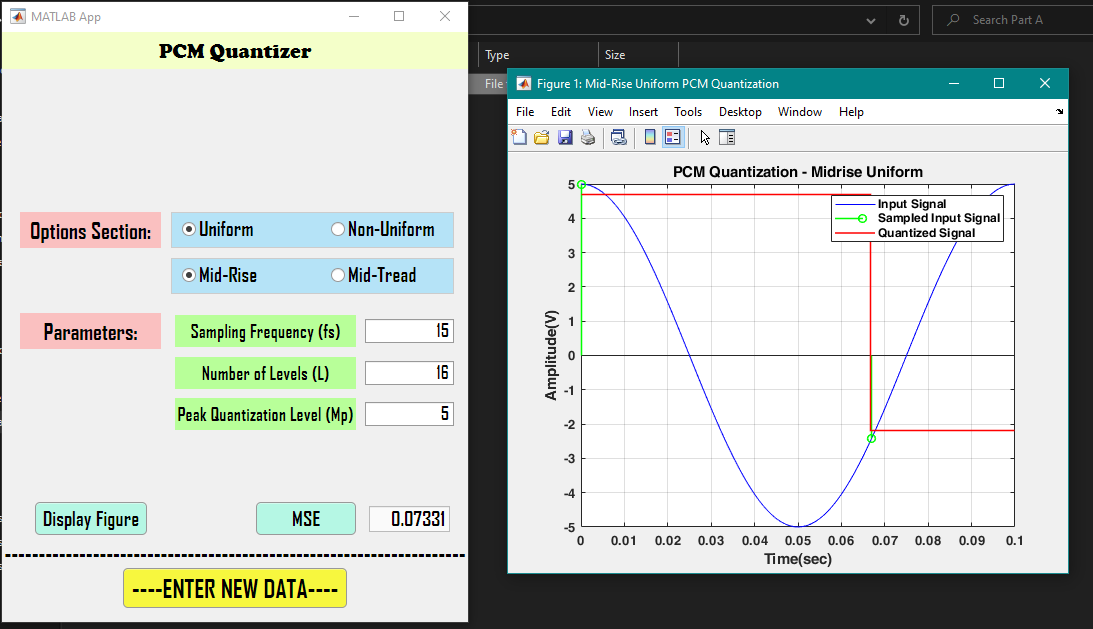 MATLAB App
PCM Quantizer
Options Section:
Uniform
Non-Uniform
Mid-Rise
Mid-Tread
Parameters:
Sampling Frequency (fs)
15
Number of Levels (L)
16
Peak Quantization Level (Mp)
5
Display Figure
MSE
0.07331
----ENTER NEW DATA----
Search Part A
Type
Size
File
Figure 1: Mid-Rise Uniform PCM Quantization
File Edit View Insert Tools Desktop Window Help
PCM Quantization - Midrise Uniform
Input Signal
Sampled Input Signal
Quantized Signal
Amplitude(V)
5
4
3
2
1
0
-1
-2
-3
-4
-5
0 0.01 0.02 0.03 0.04 0.05 0.06 0.07 0.08 0.09 0.1
Time(sec)